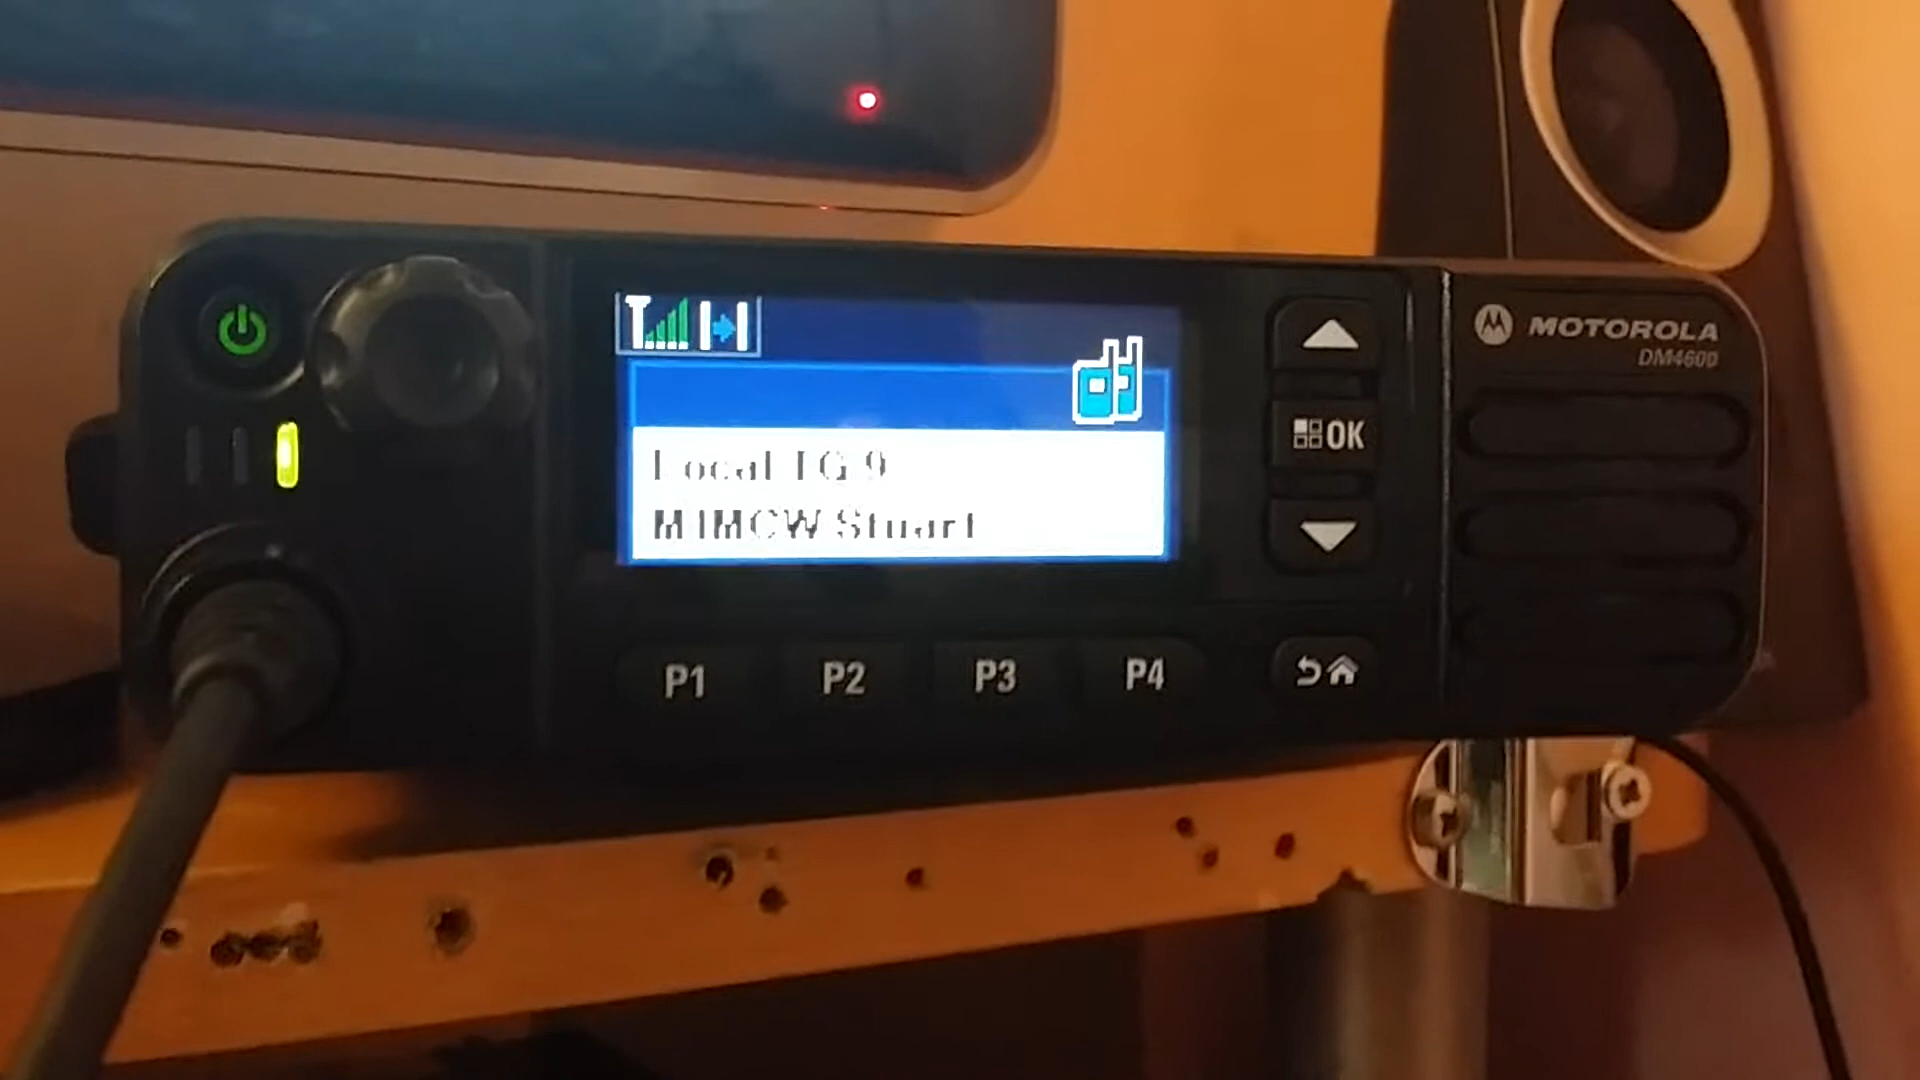 MOTOROLA
DM4600
Local TG 9
M1MCW Stuart
OK
P1 P2 P3 P4